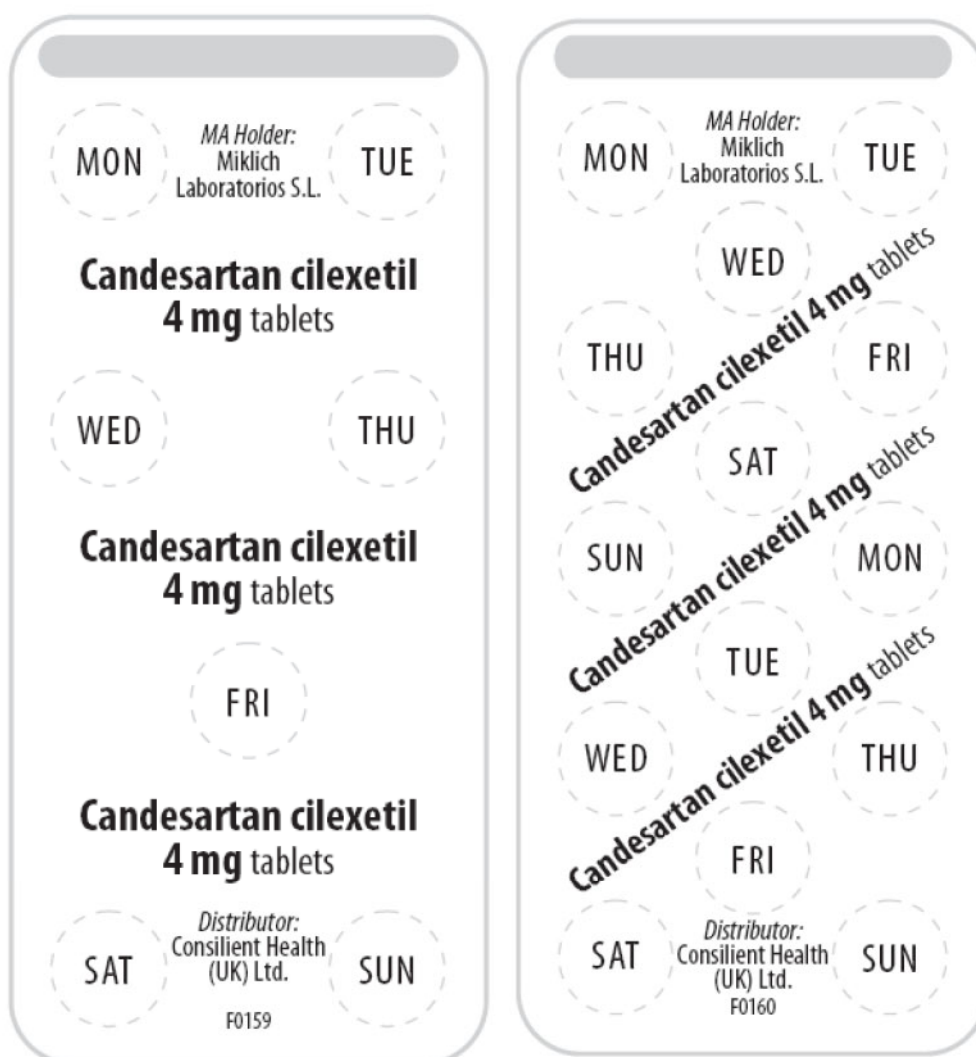 MON
MA Holder:
Miklich
Laboratorios S.L.
TUE
Candesartan cilexetil
4 mg tablets
WED
THU
Candesartan cilexetil
4 mg tablets
FRI
Candesartan cilexetil
4 mg tablets
SAT
Distributor:
Consilient Health
(UK) Ltd.
SUN
F0159
MON
MA Holder:
Miklich
Laboratorios S.L.
TUE
WED
Candesartan cilexetil 4 mg tablets
THU
FRI
SAT
Candesartan cilexetil 4 mg tablets
SUN
MON
TUE
Candesartan cilexetil 4 mg tablets
WED
THU
FRI
SAT
Distributor:
Consilient Health
(UK) Ltd.
SUN
F0160